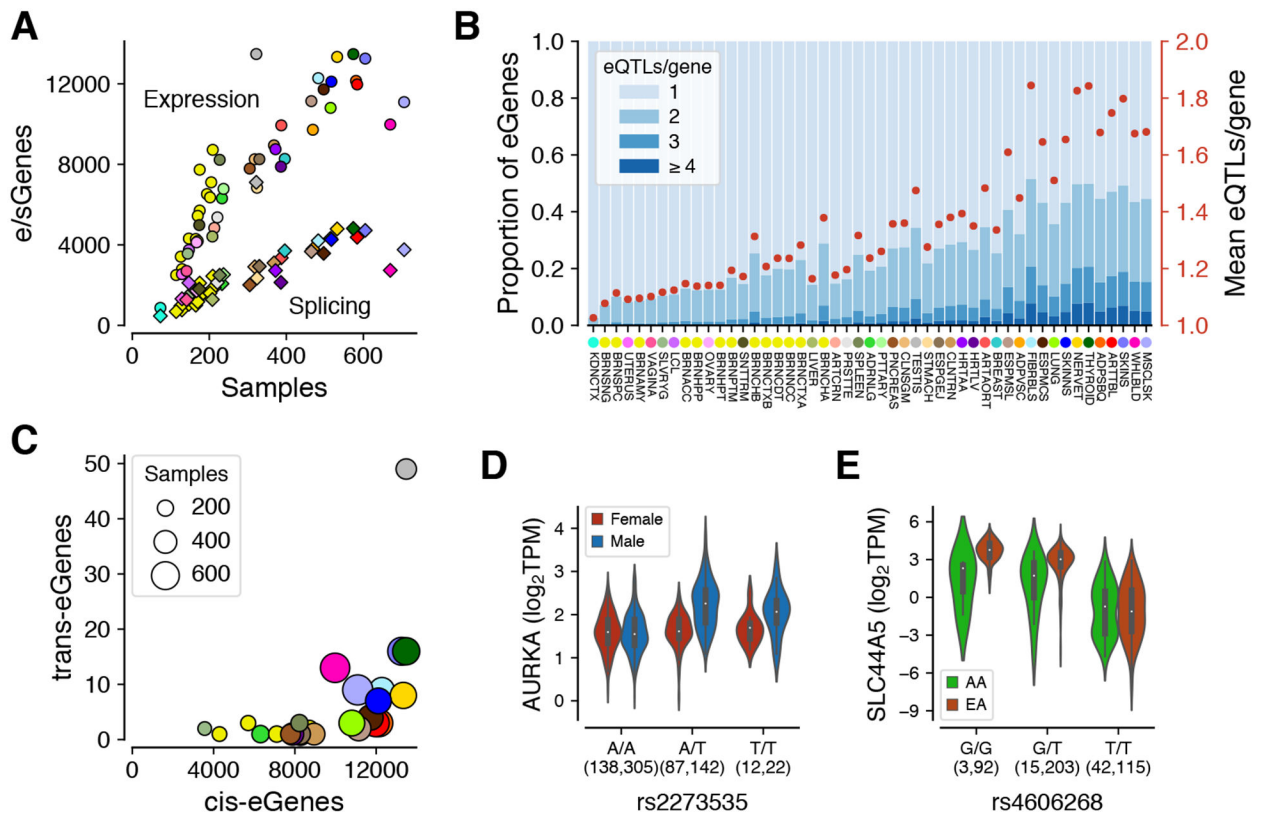 A
e/sGenes
12000
8000
4000
0
Expression
Splicing
0 200 400 600
Samples
B
Proportion of eGenes
1.0
0.8
0.6
0.4
0.2
0.0
eQTLs/gene
1
2
3
≥ 4
2.0
1.8
1.6
1.4
1.2
1.0
Mean eQTLs/gene
KDNCTX
BRNSNG
BRNSPC
UTERUS
BRNAMY
VAGINA
SLVRYG
LCL
BRNACC
BRNHPP
OVARY
BRNHPT
BRNPTM
SNTTRM
BRNCHB
BRNCTXB
BRNCDT
BRNNCC
BRNCTXA
LIVER
BRNCHA
ARTCRN
PRSTTE
SPLEEN
ADRNLG
PTTARY
PNCREAS
CLNSGM
TESTIS
STMACH
ESPGEJ
CLNTRN
HRTAA
HRTLV
ARTAORT
BREAST
ESPMSL
ADPVSC
FIBRBLS
ESPMCS
LUNG
SKINNS
NERVET
THYROID
ADPSBQ
ARTTBL
SKINS
WHLBLD
MSCLSK
C
trans-eGenes
50
40
30
20
10
0
Samples
200
400
600
0 4000 8000 12000
cis-eGenes
D
AURKA (log2TPM)
4
3
2
1
0
Female
Male
A/A A/T T/T
(138,305) (87,142) (12,22)
rs2273535
E
SLC44A5 (log2TPM)
6
3
0
−3
−6
−9
AA
EA
G/G G/T T/T
(3,92) (15,203) (42,115)
rs4606268